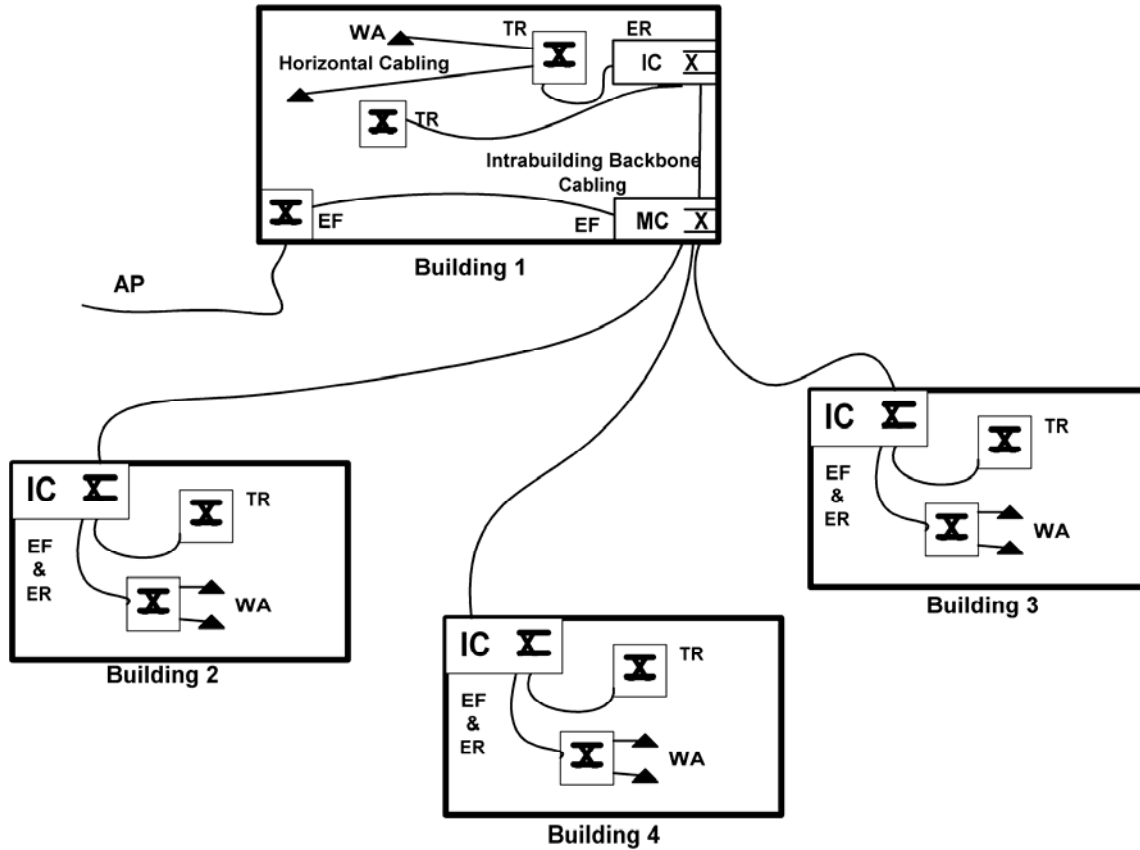 WA
TR
ER
IC X
X
Horizontal Cabling
X
TR
Intrabuilding Backbone
Cabling
X
EF
EF
MC X
Building 1
AP
IC X
TR
X
EF
&
ER
X
WA
Building 3
IC X
TR
X
EF
&
ER
X
WA
Building 2
IC X
TR
X
EF
&
ER
X
WA
Building 4